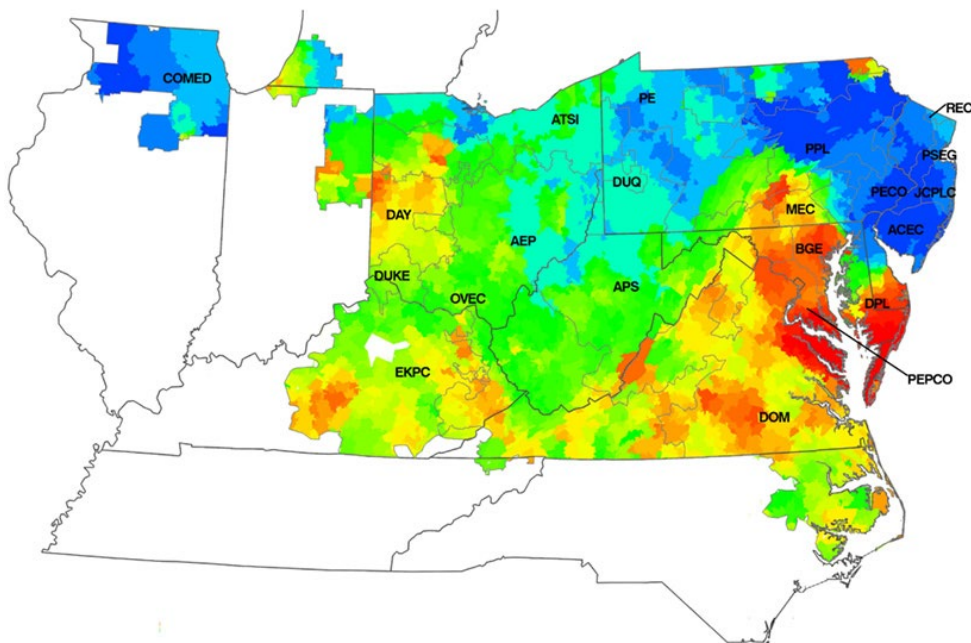 COMED
PE
REC
ATSI
PPL
PSEG
DUQ
PECO
JCPLC
DAY
MEC
ACEC
AEP
BGE
DUKE
OVEC
APS
DPL
EKPC
PEPCO
DOM